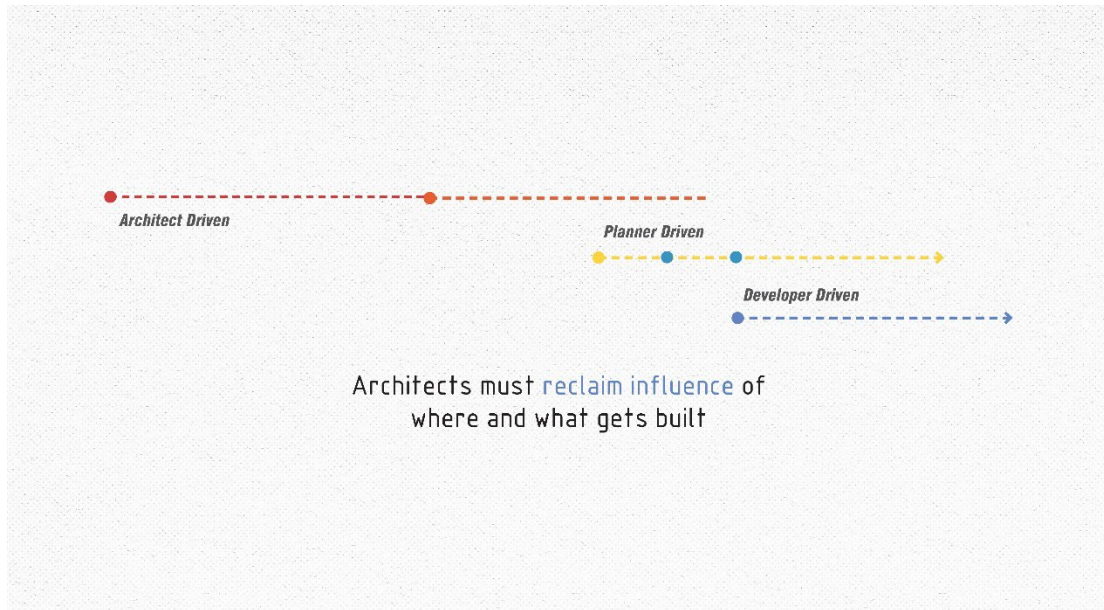 Architect Driven
Planner Driven
Developer Driven
Architects must reclaim influence of
where and what gets built